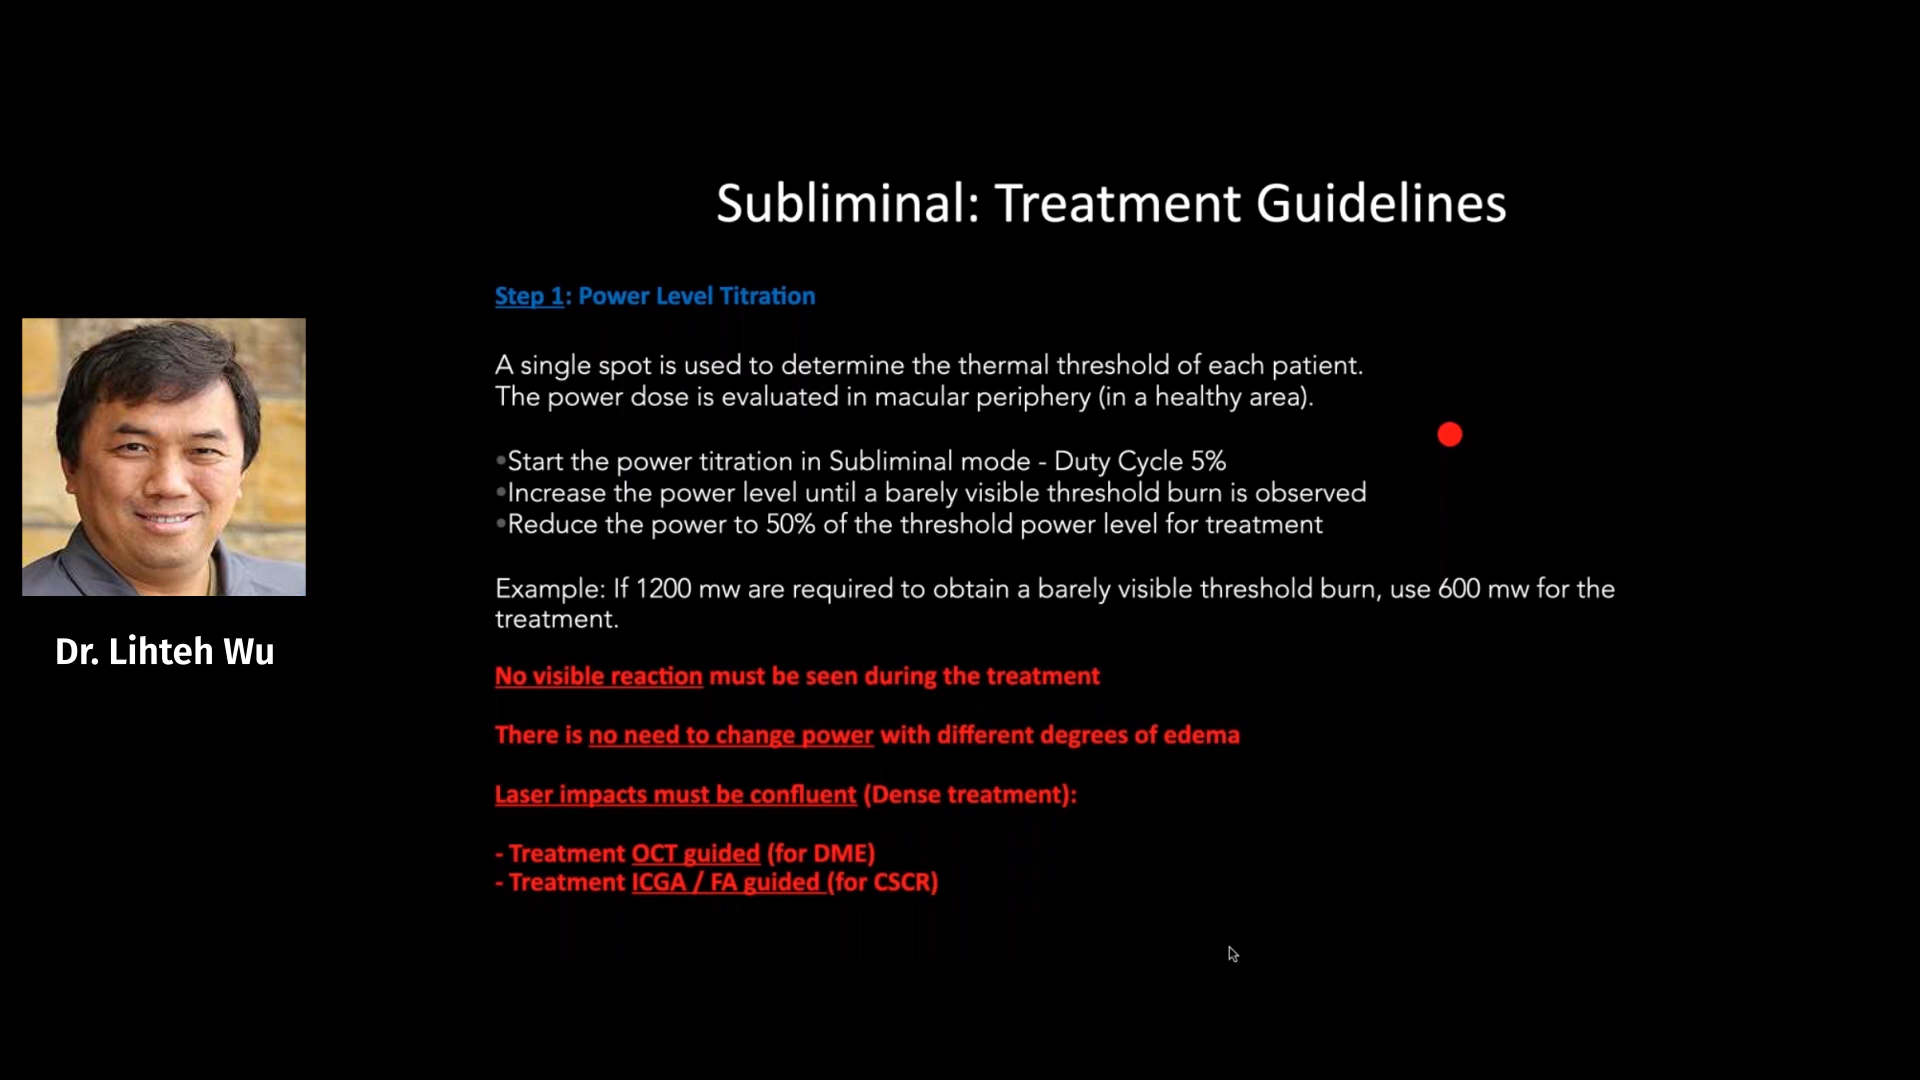 Subliminal: Treatment Guidelines
Step 1: Power Level Titration
A single spot is used to determine the thermal threshold of each patient.
The power dose is evaluated in macular periphery (in a healthy area).
•Start the power titration in Subliminal mode - Duty Cycle 5%
•Increase the power level until a barely visible threshold burn is observed
•Reduce the power to 50% of the threshold power level for treatment
Example: If 1200 mw are required to obtain a barely visible threshold burn, use 600 mw for the
treatment.
No visible reaction must be seen during the treatment
There is no need to change power with different degrees of edema
Laser impacts must be confluent (Dense treatment):
- Treatment OCT guided (for DME)
- Treatment ICGA / FA guided (for CSCR)
Dr. Lihteh Wu